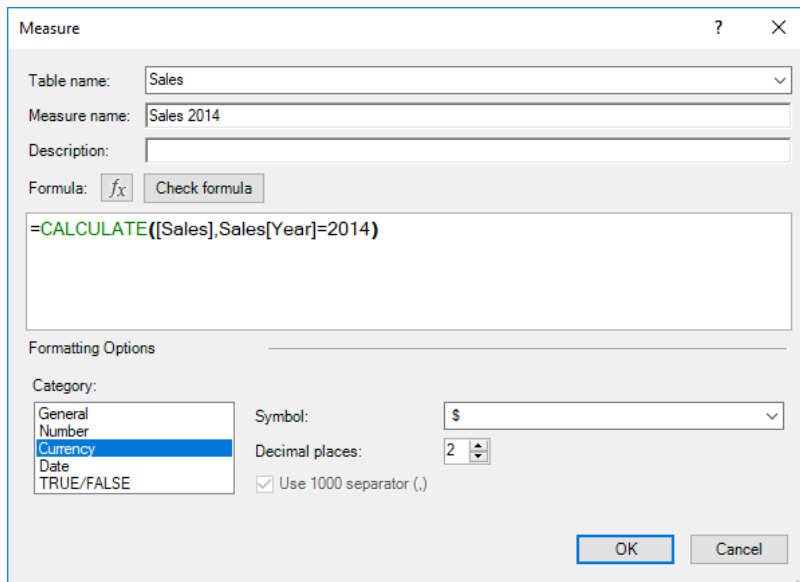 Measure ?
Table name: Sales
Measure name: Sales 2014
Description:
Formula: fx Check formula
=CALCULATE([Sales],Sales[Year]=2014)
Formatting Options
Category:
General
Number
Currency
Date
TRUE/FALSE
Symbol: $
Decimal places: 2
Use 1000 separator (,)
OK Cancel